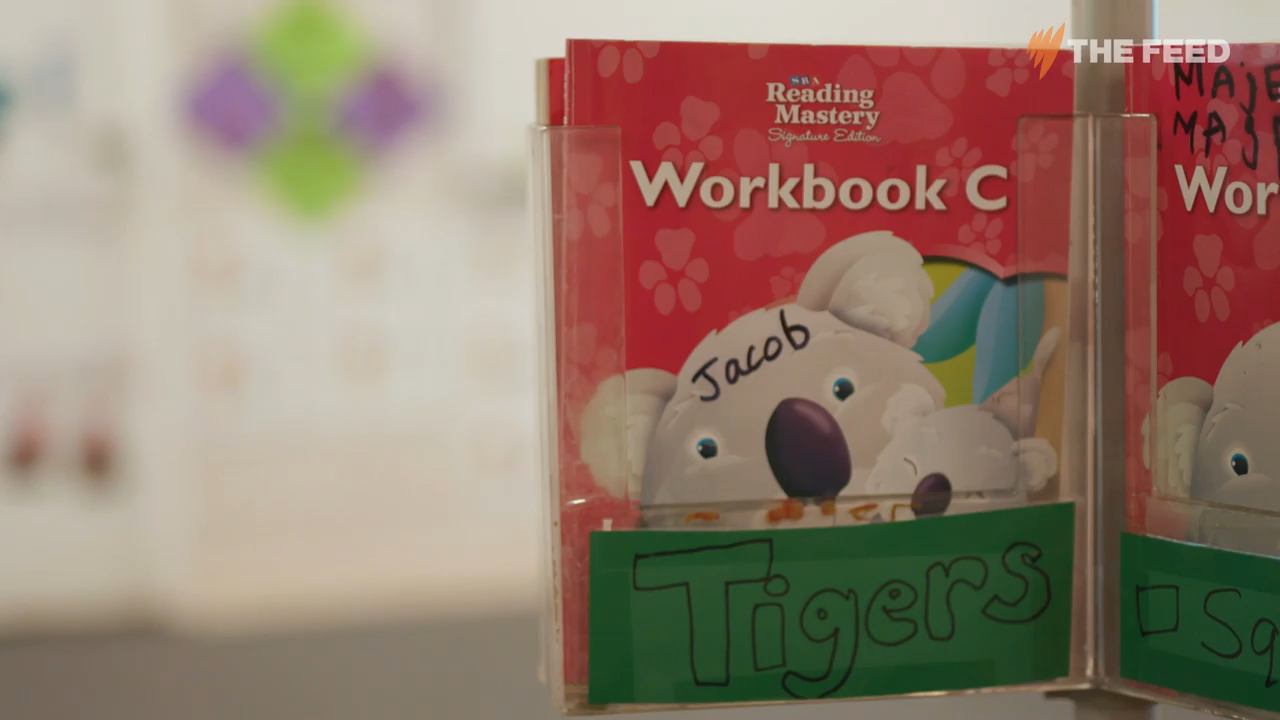 THE FEED
SRA
Reading
Mastery
Signature Edition
Workbook C
Jacob
Tigers
MAJE
MAJ
Wor
Sq